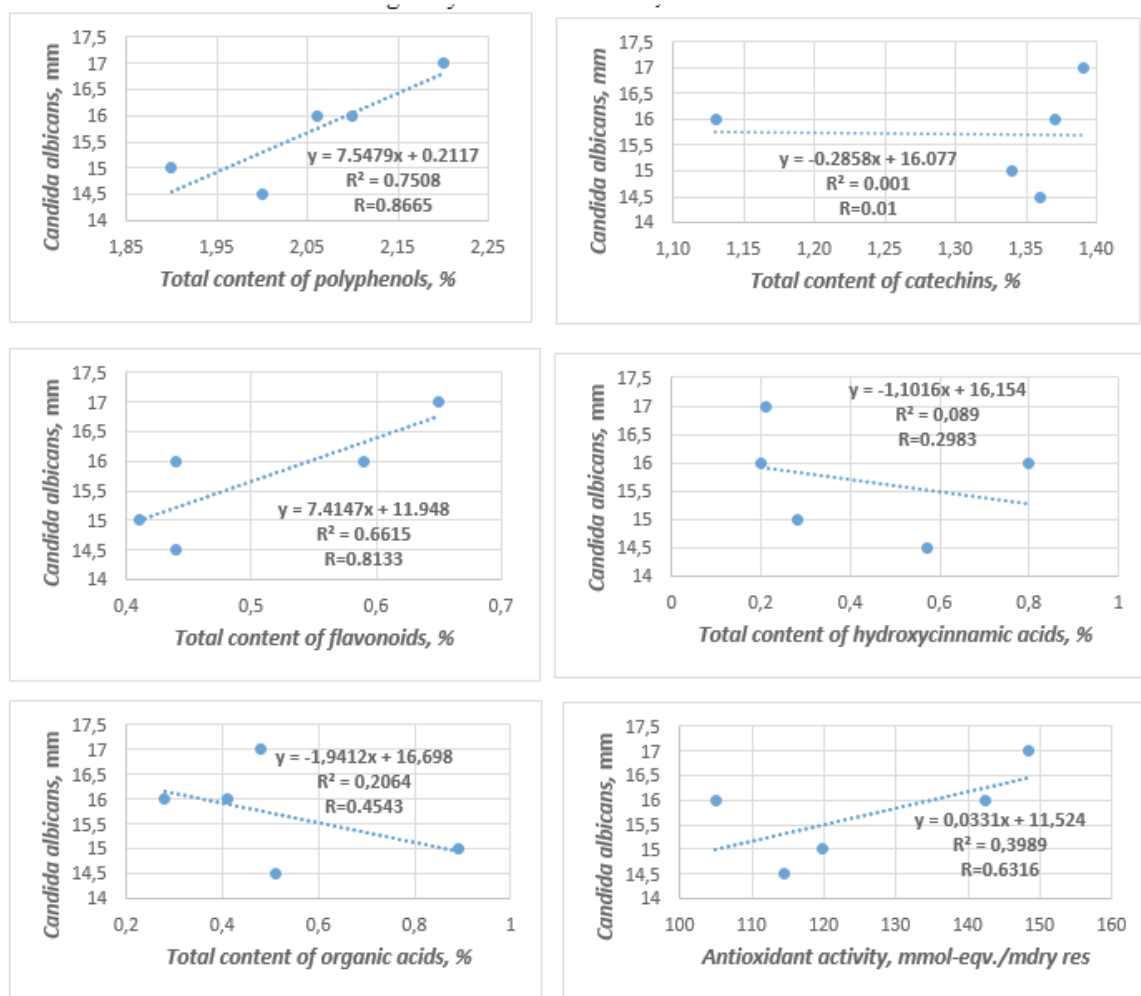 Candida albicans, mm
17,5
17
16,5
16
15,5
15
14,5
14
y = 7.5479x + 0.2117
R² = 0.7508
R=0.8665
1,85 1,95 2,05 2,15 2,25
Total content of polyphenols, %
Candida albicans, mm
17,5
17
16,5
16
15,5
15
14,5
14
y = -0.2858x + 16.077
R² = 0.001
R=0.01
1,10 1,15 1,20 1,25 1,30 1,35 1,40
Total content of catechins, %
Candida albicans, mm
17,5
17
16,5
16
15,5
15
14,5
14
y = 7.4147x + 11.948
R² = 0.6615
R=0.8133
0,4 0,5 0,6 0,7
Total content of flavonoids, %
Candida albicans, mm
17,5
17
16,5
16
15,5
15
14,5
14
y = -1,1016x + 16,154
R² = 0,089
R=0.2983
0 0,2 0,4 0,6 0,8 1
Total content of hydroxycinnamic acids, %
Candida albicans, mm
17,5
17
16,5
16
15,5
15
14,5
14
y = -1,9412x + 16,698
R² = 0,2064
R=0.4543
0,2 0,4 0,6 0,8 1
Total content of organic acids, %
Candida albicans, mm
17,5
17
16,5
16
15,5
15
14,5
14
y = 0,0331x + 11,524
R² = 0,3989
R=0.6316
100 110 120 130 140 150 160
Antioxidant activity, mmol-eqv./mdry res